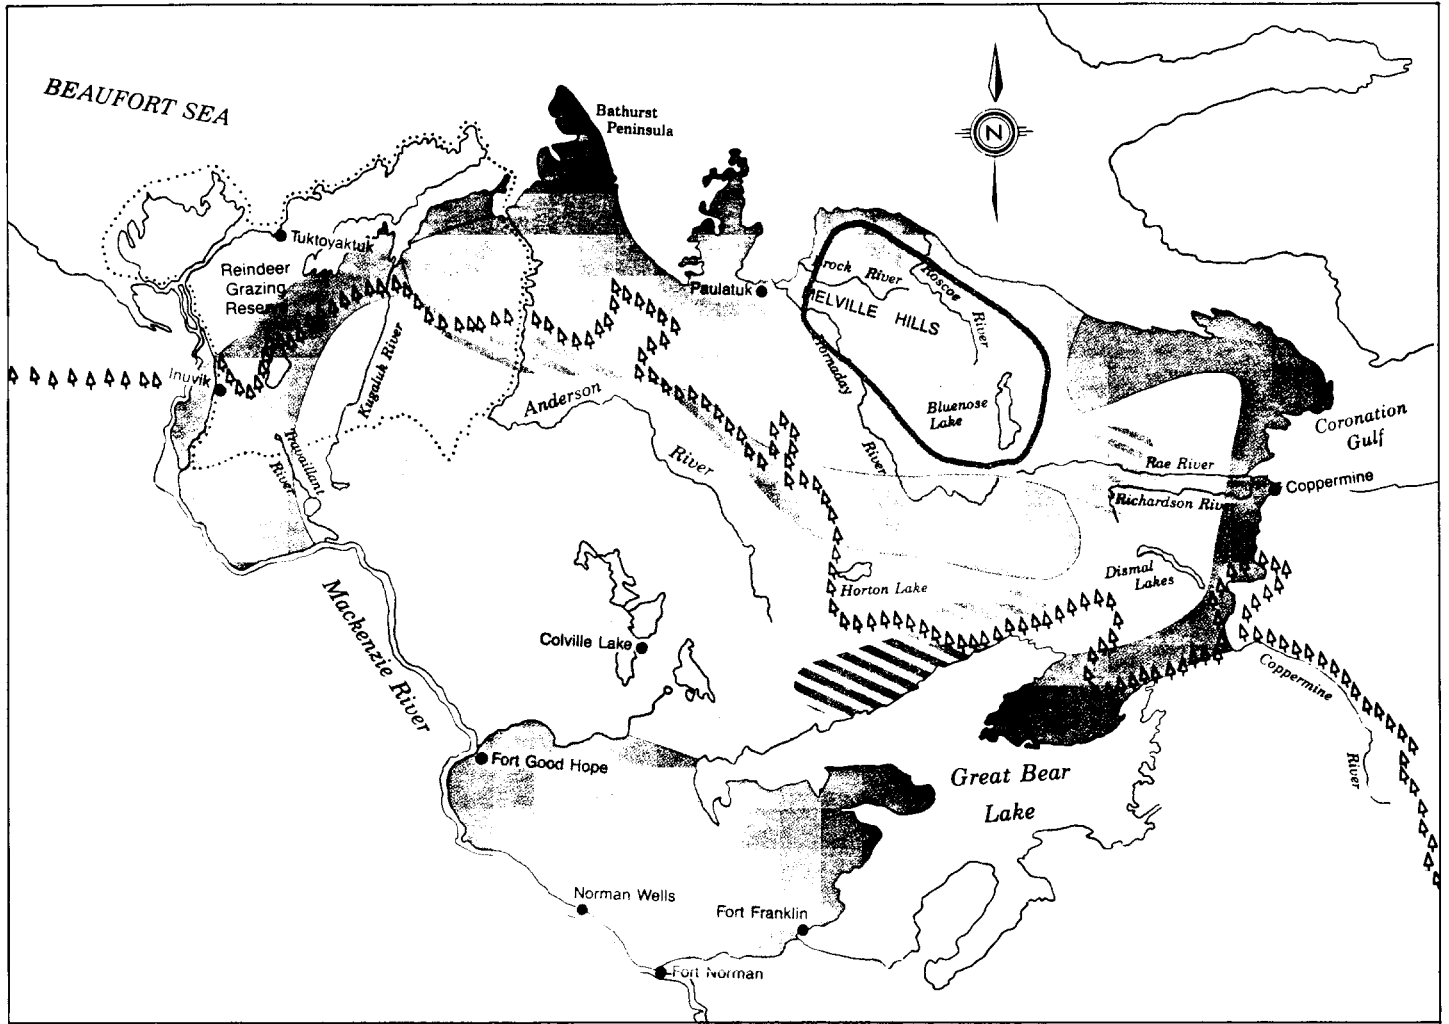 BEAUFORT SEA
Bathurst
Peninsula
N
Tuktoyaktuk
Reindeer
Grazing
Reserve
Inuvik
Paulatuk
Brock River
Roscoe
River
MELVILLE HILLS
Hornaday
River
Bluenose
Lake
Kugaluk River
Anderson
River
Travaillant
River
Coronation
Gulf
Rae River
Coppermine
Richardson River
Dismal
Lakes
Horton Lake
Mackenzie River
Colville Lake
Coppermine
River
Fort Good Hope
Great Bear
Lake
Norman Wells
Fort Franklin
Fort Norman